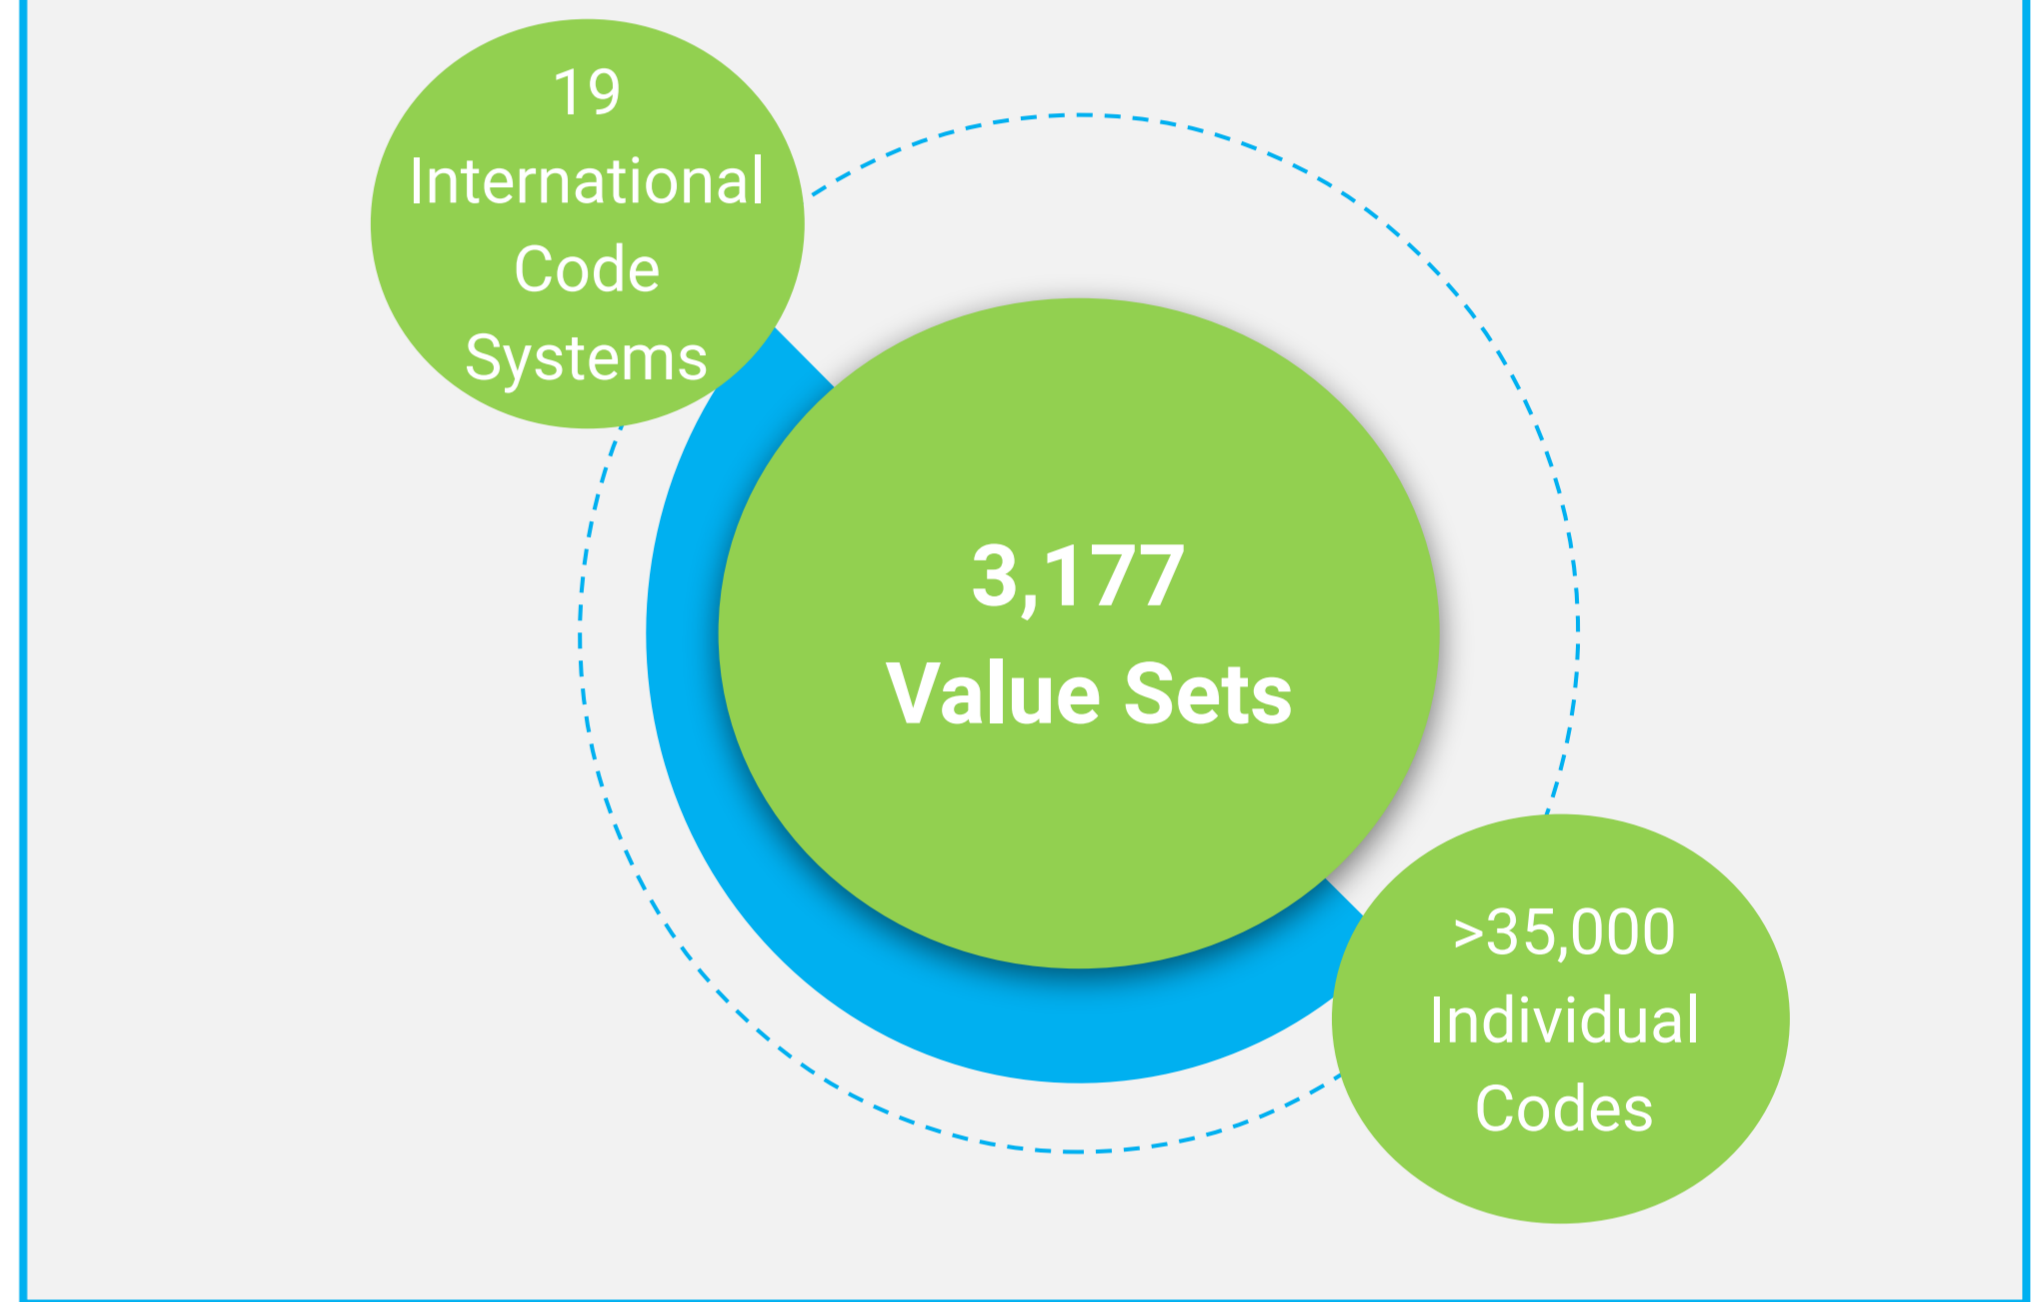 19
International
Code
Systems
3,177
Value Sets
>35,000
Individual
Codes